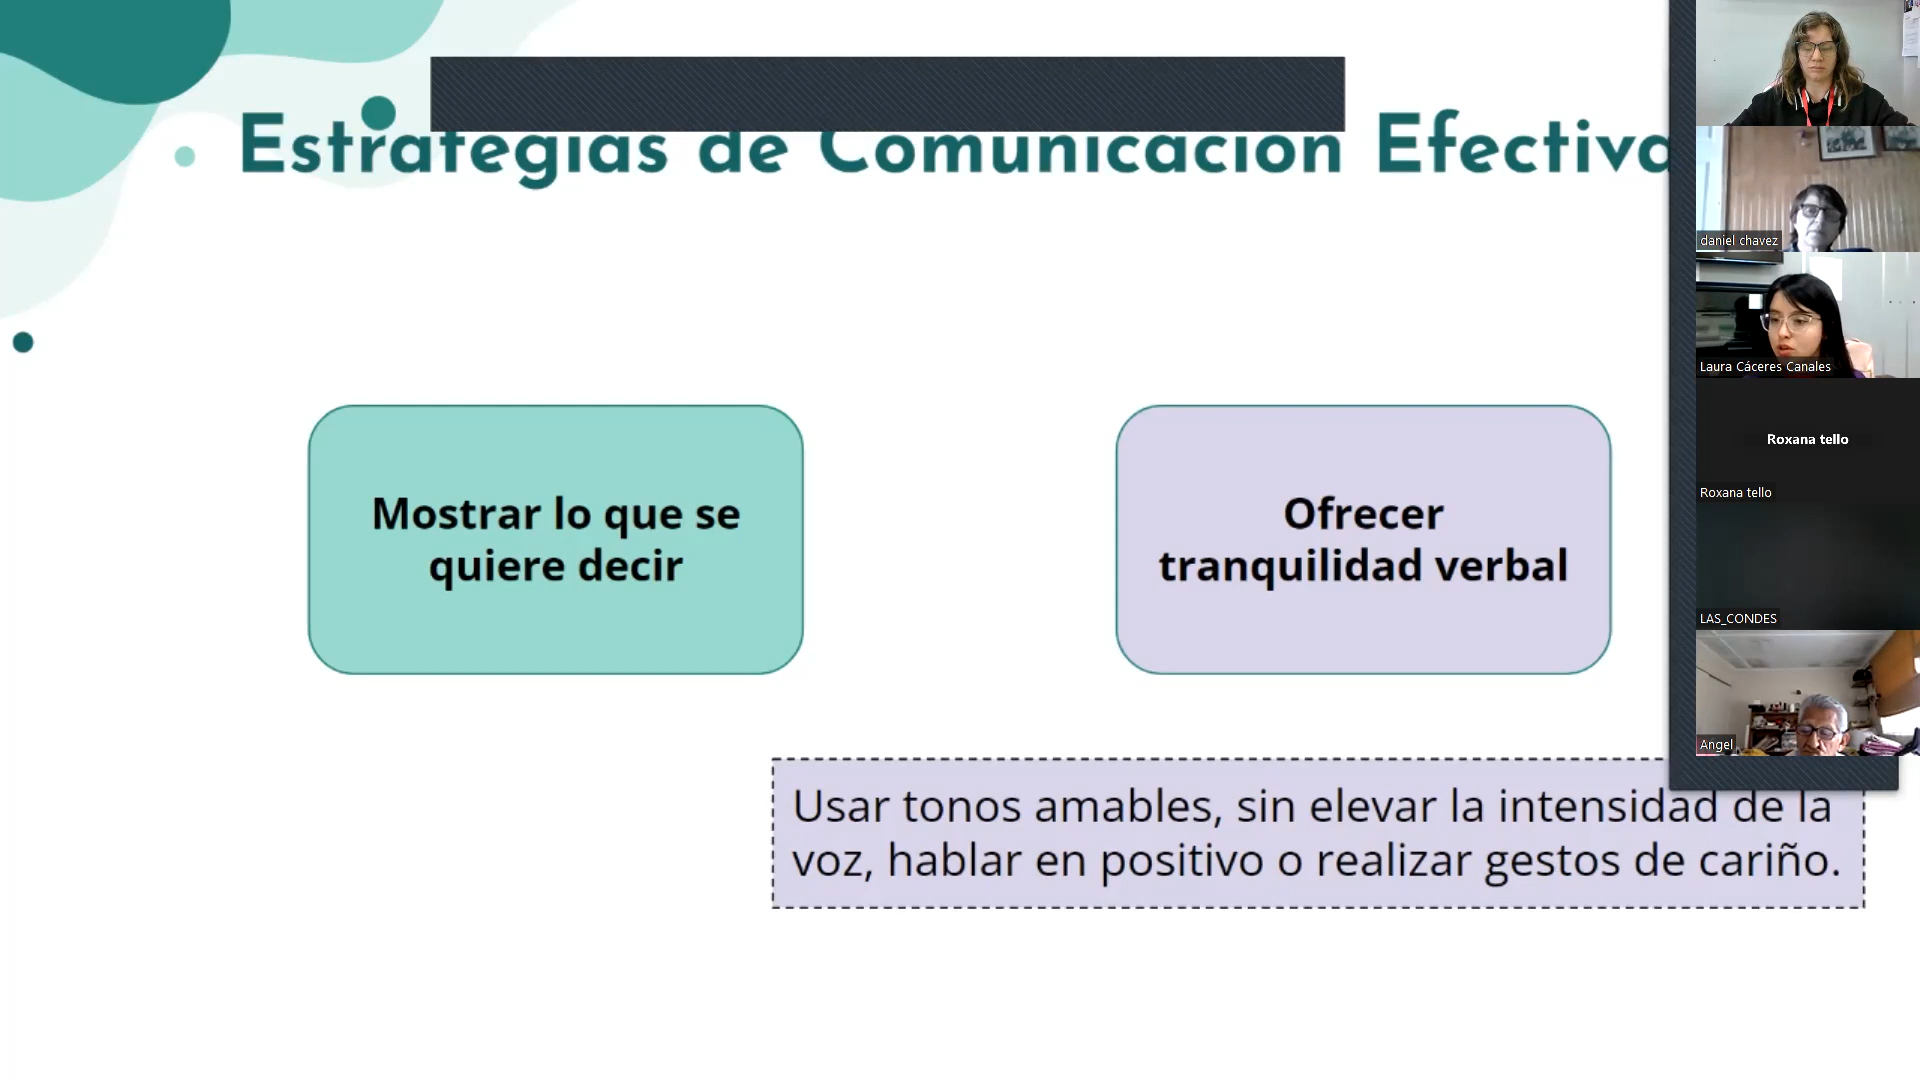 Estrategias de Comunicación Efectiva
Mostrar lo que se
quiere decir
Ofrecer
tranquilidad verbal
Usar tonos amables, sin elevar la intensidad de la
voz, hablar en positivo o realizar gestos de cariño.
daniel chavez
Laura Cáceres Canales
Roxana tello
Roxana tello
LAS_CONDES
Angel